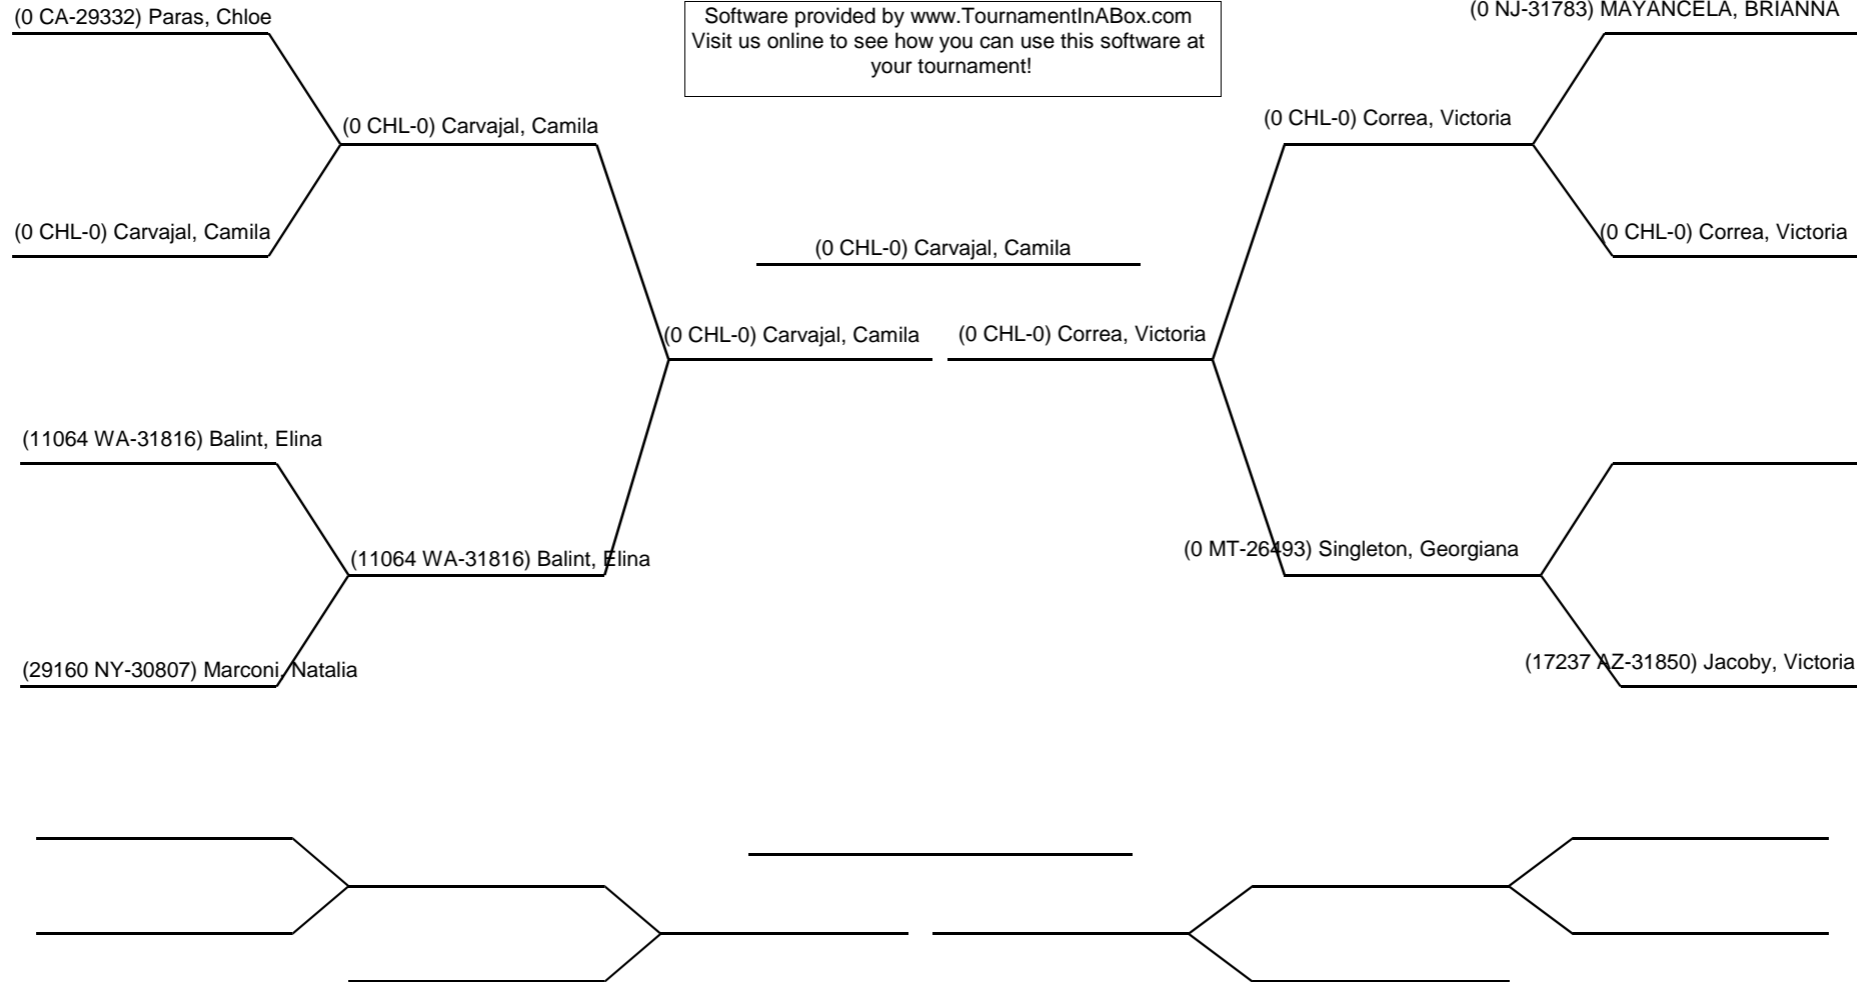 (0 CA-29332) Paras, Chloe
Software provided by www.TournamentInABox.com
Visit us online to see how you can use this software at
your tournament!
(0 NJ-31783) MAYANCELA, BRIANNA
(0 CHL-0) Carvajal, Camila
(0 CHL-0) Correa, Victoria
(0 CHL-0) Carvajal, Camila
(0 CHL-0) Carvajal, Camila
(0 CHL-0) Correa, Victoria
(0 CHL-0) Carvajal, Camila
(0 CHL-0) Correa, Victoria
(11064 WA-31816) Balint, Elina
(11064 WA-31816) Balint, Elina
(0 MT-26493) Singleton, Georgiana
(29160 NY-30807) Marconi, Natalia
(17237 AZ-31850) Jacoby, Victoria